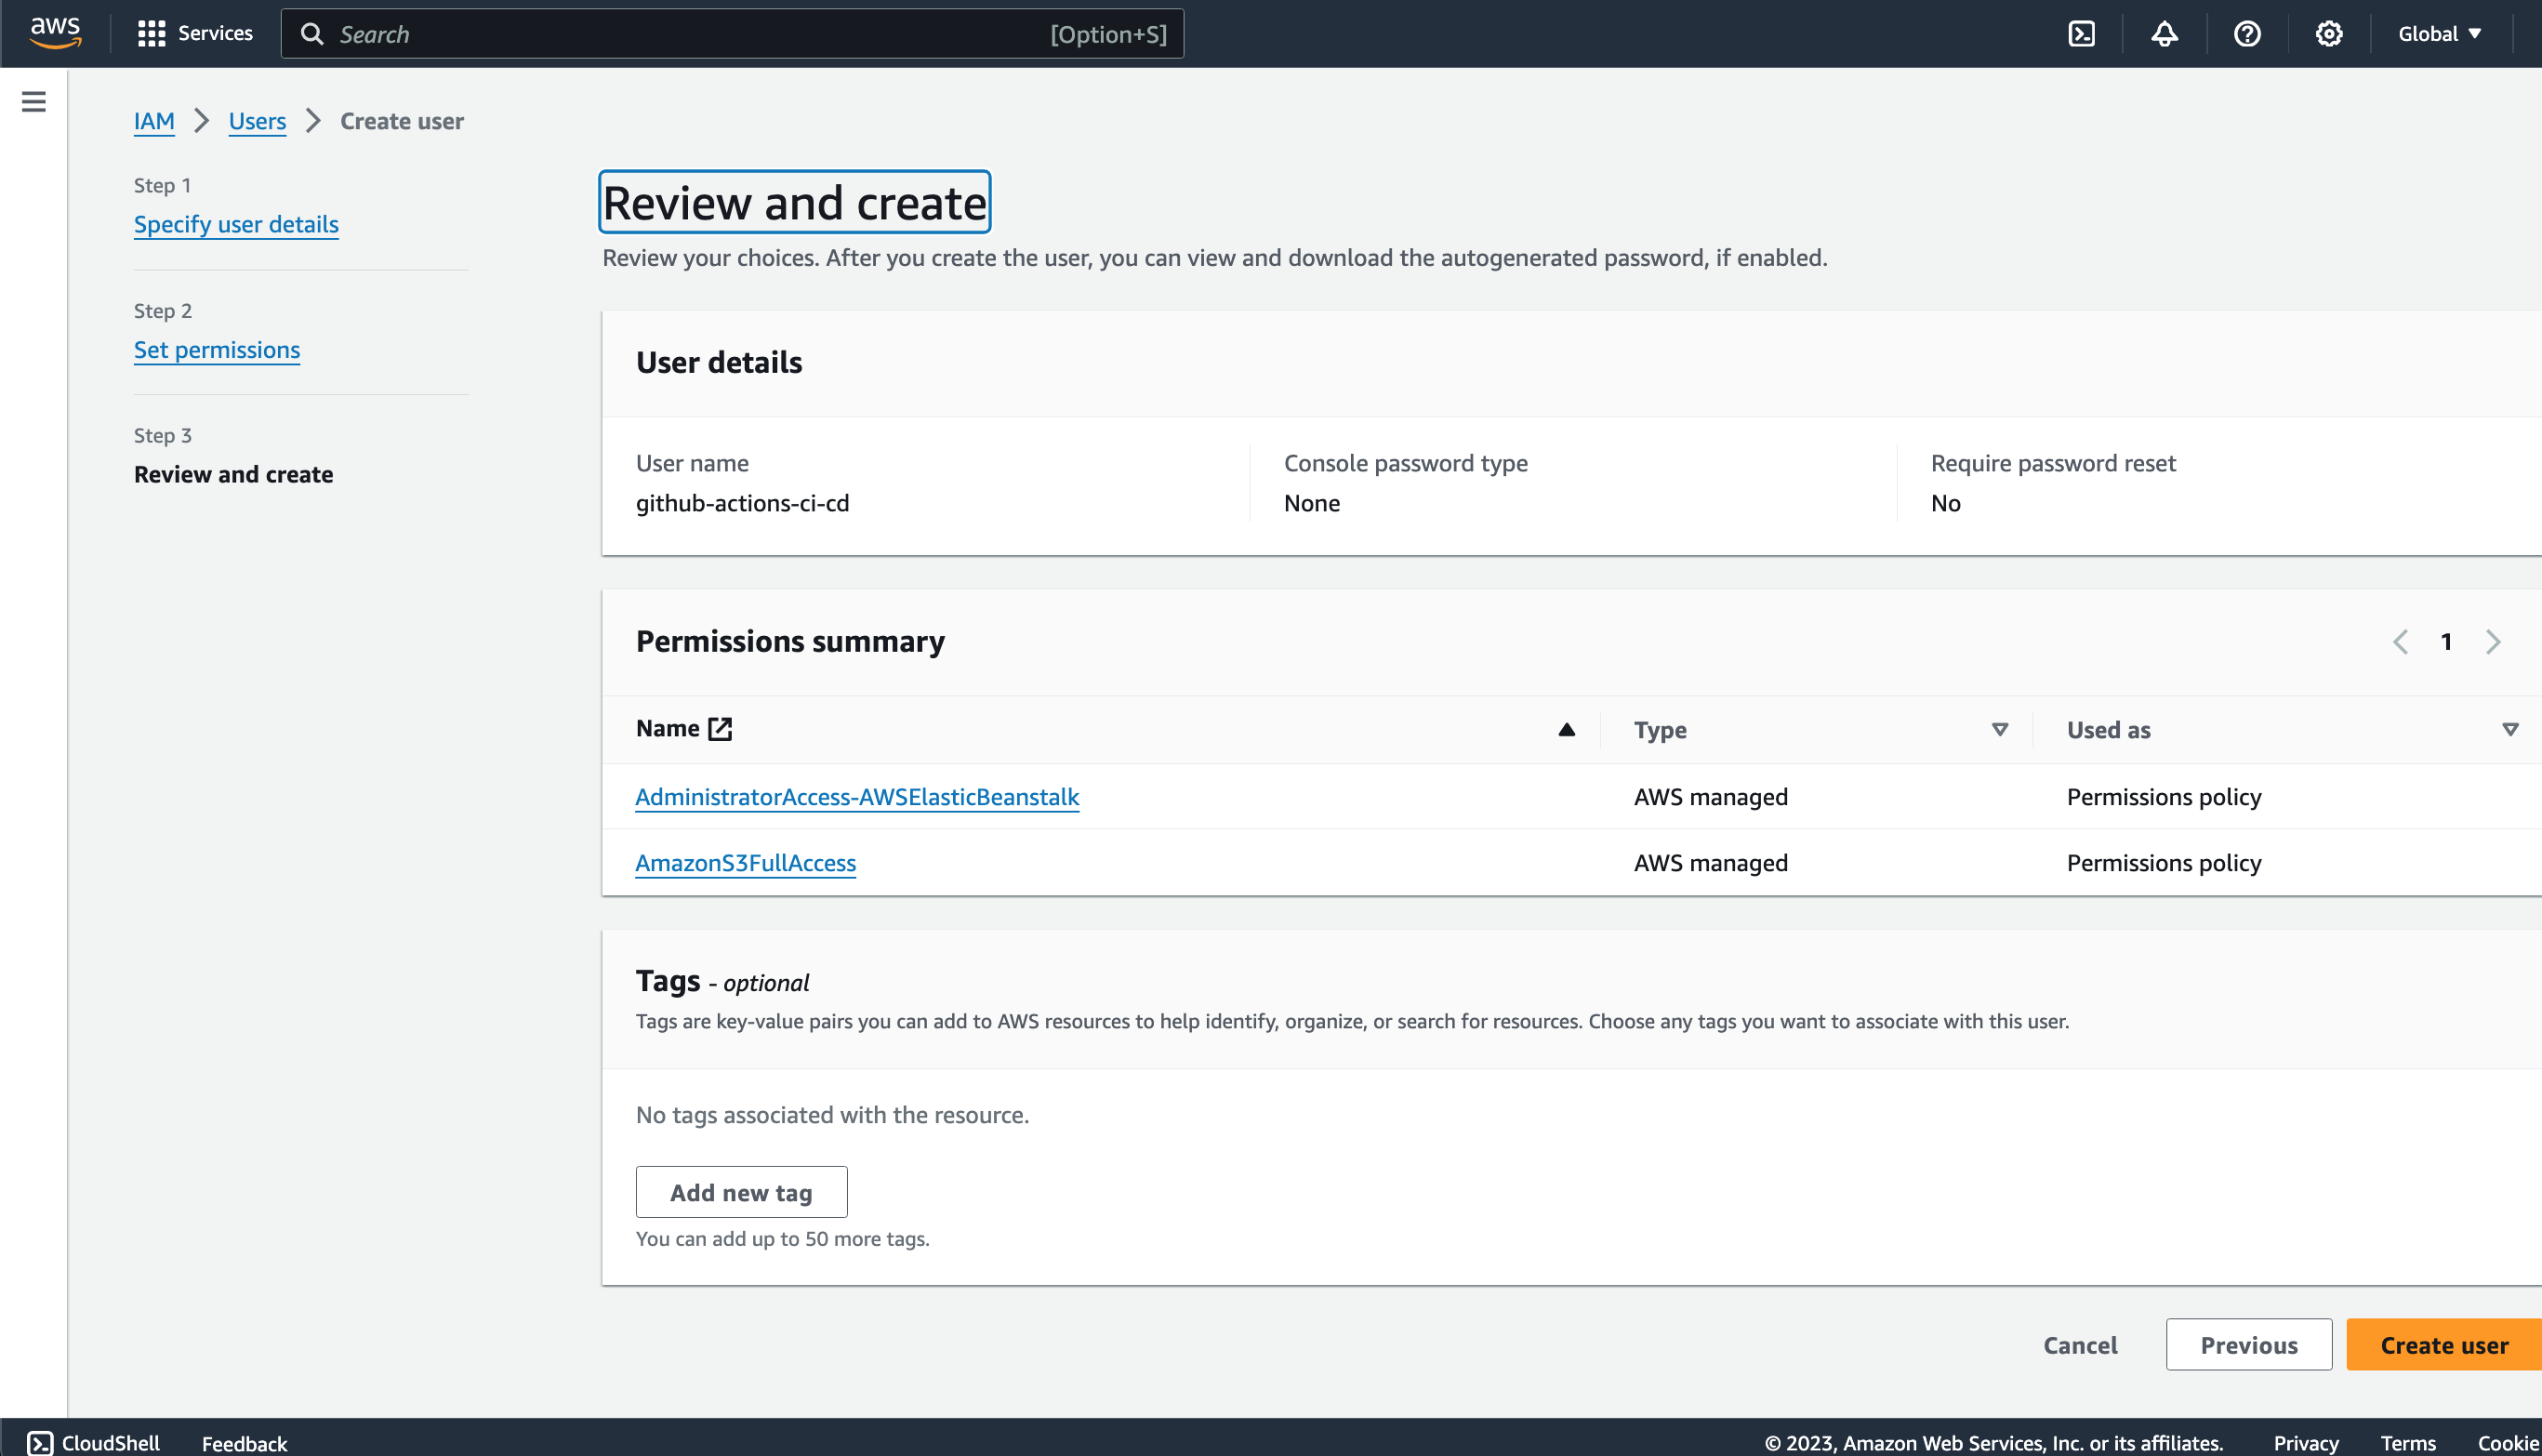 aws Services Search [Option+S] Global
IAM Users Create user
Step 1
Specify user details
Step 2
Set permissions
Step 3
Review and create
Review and create
Review your choices. After you create the user, you can view and download the autogenerated password, if enabled.
User details
User name Console password type Require password reset
github-actions-ci-cd None No
Permissions summary 1
Name Type Used as
AdministratorAccess-AWSElasticBeanstalk AWS managed Permissions policy
AmazonS3FullAccess AWS managed Permissions policy
Tags - optional
Tags are key-value pairs you can add to AWS resources to help identify, organize, or search for resources. Choose any tags you want to associate with this user.
No tags associated with the resource.
Add new tag
You can add up to 50 more tags.
Cancel Previous Create user
CloudShell Feedback © 2023, Amazon Web Services, Inc. or its affiliates. Privacy Terms Cookie